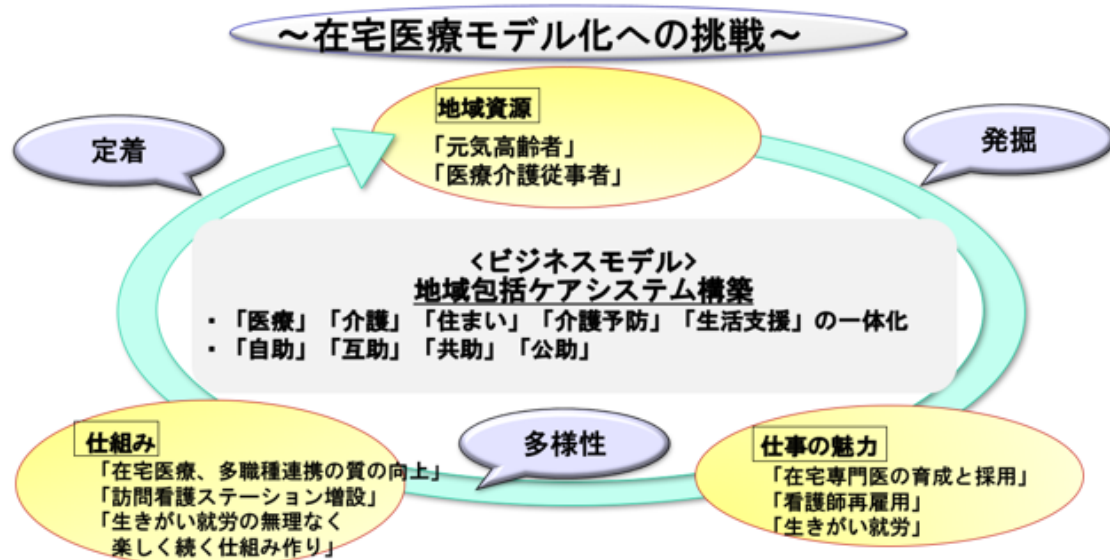 ～在宅医療モデル化への挑戦～
地域資源
「元気高齢者」
「医療介護従事者」
定着
発掘
<ビジネスモデル>
地域包括ケアシステム構築
・「医療」「介護」「住まい」「介護予防」「生活支援」の一体化
・「自助」「互助」「共助」「公助」
仕組み
「在宅医療、多職種連携の質の向上」
「訪問看護ステーション増設」
「生きがい就労の無理なく
楽しく続く仕組み作り」
多様性
仕事の魅力
「在宅専門医の育成と採用」
「看護師再雇用」
「生きがい就労」